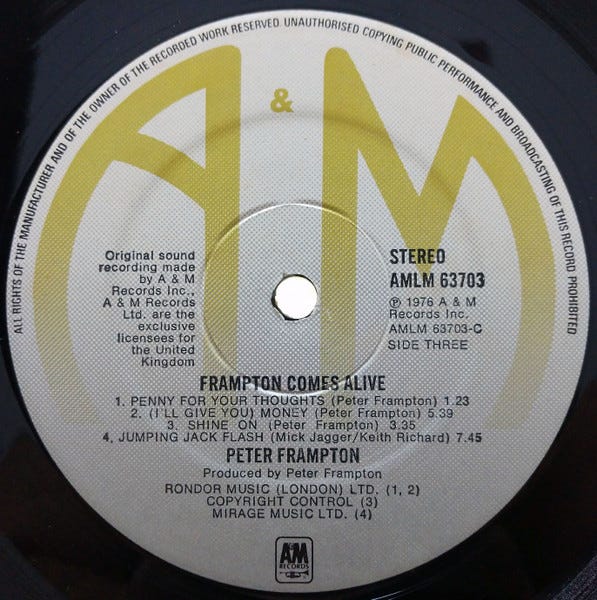 ALL RIGHTS OF THE MANUFACTURER AND OF THE OWNER OF THE RECORDED WORK RESERVED. UNAUTHORISED COPYING PUBLIC PERFORMANCE AND BROADCASTING OF THIS RECORD PROHIBITED
A & M
Original sound
recording made
by A & M
Records Inc.,
A & M Records
Ltd. are the
exclusive
licensees for
the United
Kingdom
STEREO
AMLM 63703
℗ 1976 A & M
Records Inc.
AMLM 63703-C
SIDE THREE
FRAMPTON COMES ALIVE
1. PENNY FOR YOUR THOUGHTS (Peter Frampton) 1.23
2. (I'LL GIVE YOU) MONEY (Peter Frampton) 5.39
3. SHINE ON (Peter Frampton) 3.35
4. JUMPING JACK FLASH (Mick Jagger/Keith Richard) 7.45
PETER FRAMPTON
Produced by Peter Frampton
RONDOR MUSIC (LONDON) LTD. (1, 2)
COPYRIGHT CONTROL (3)
MIRAGE MUSIC LTD. (4)
A&M
RECORDS